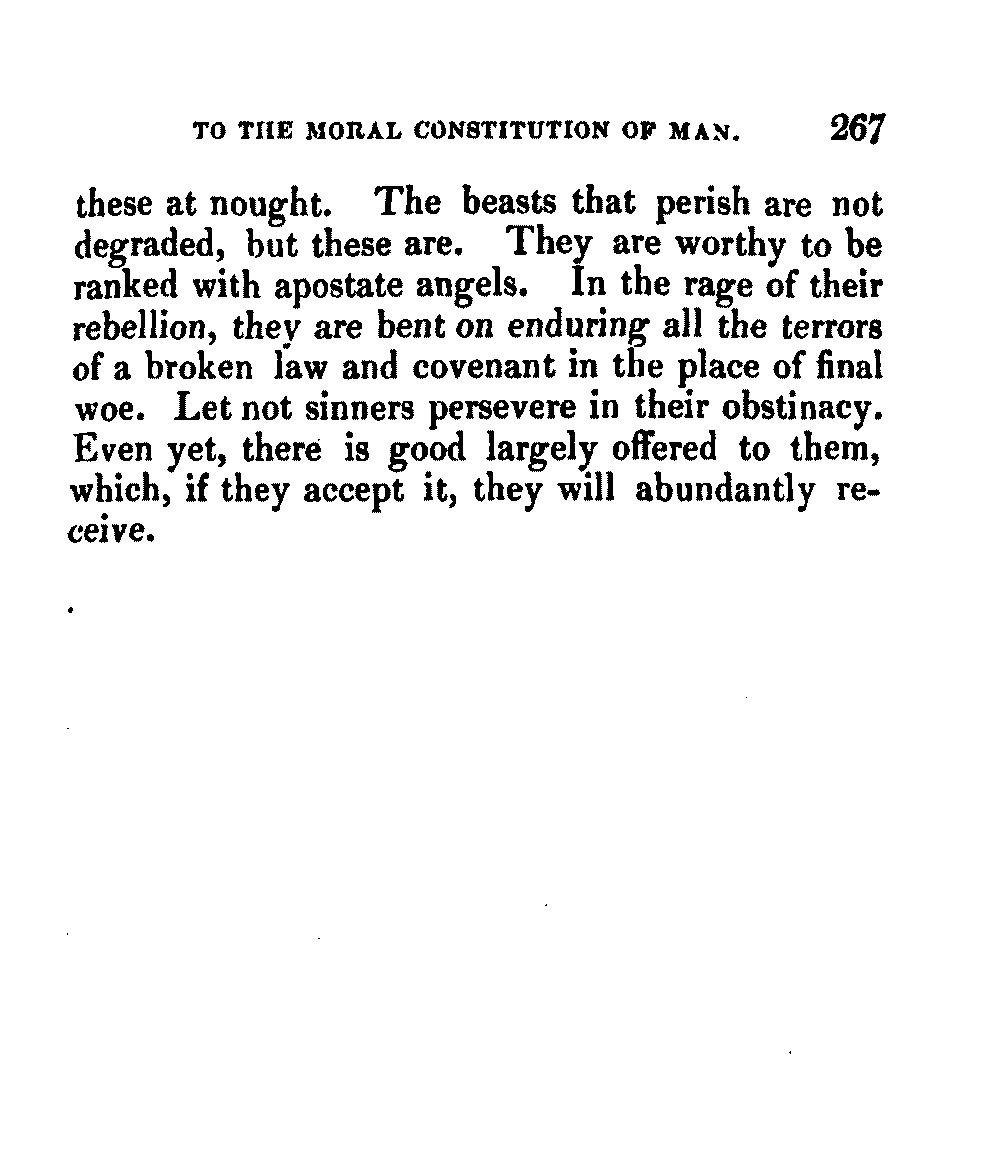 TO THE MORAL CONSTITUTION OF MAN. 267
these at nought. The beasts that perish are not
degraded, but these are. They are worthy to be
ranked with apostate angels. In the rage of their
rebellion, they are bent on enduring all the terrors
of a broken law and covenant in the place of final
woe. Let not sinners persevere in their obstinacy.
Even yet, there is good largely offered to them,
which, if they accept it, they will abundantly re-
ceive.